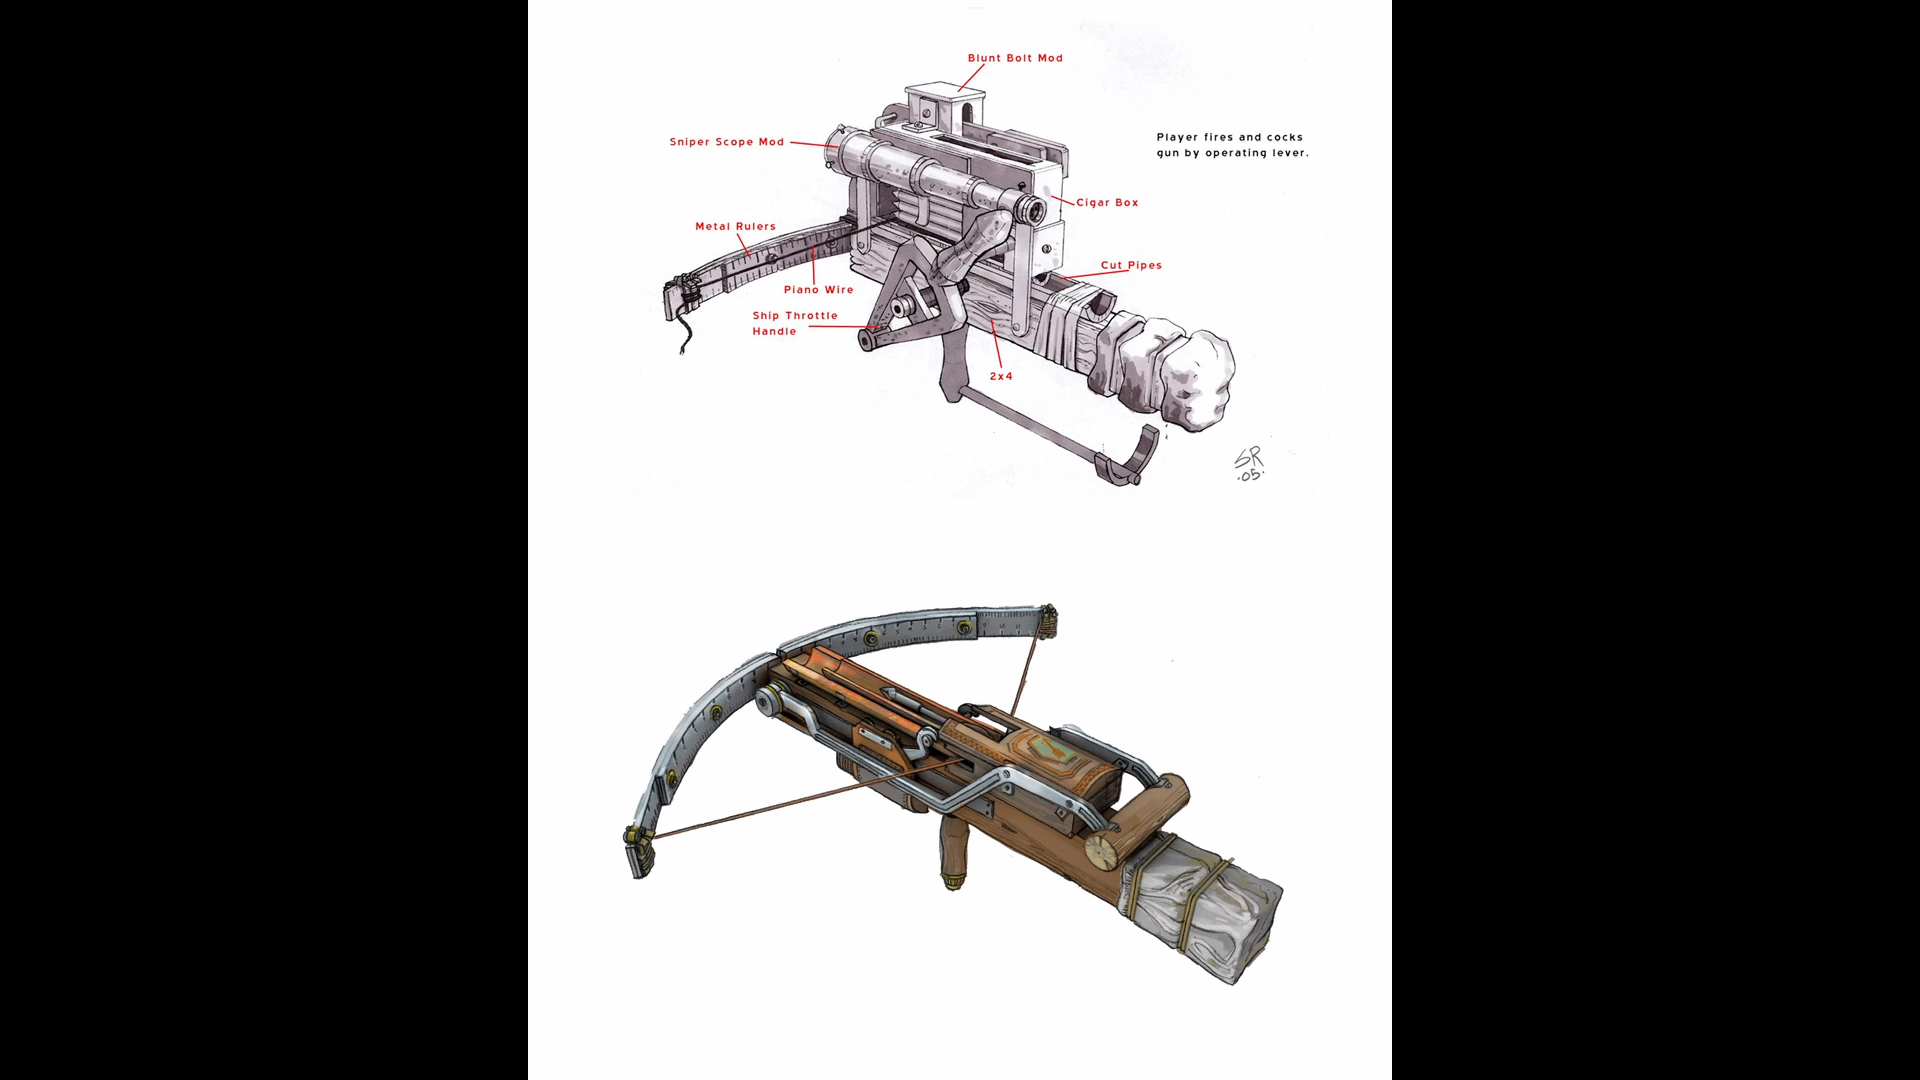 Blunt Bolt Mod
Sniper Scope Mod
Player fires and cocks
gun by operating lever.
Cigar Box
Metal Rulers
Cut Pipes
Piano Wire
Ship Throttle
Handle
2x4
SR
·05·